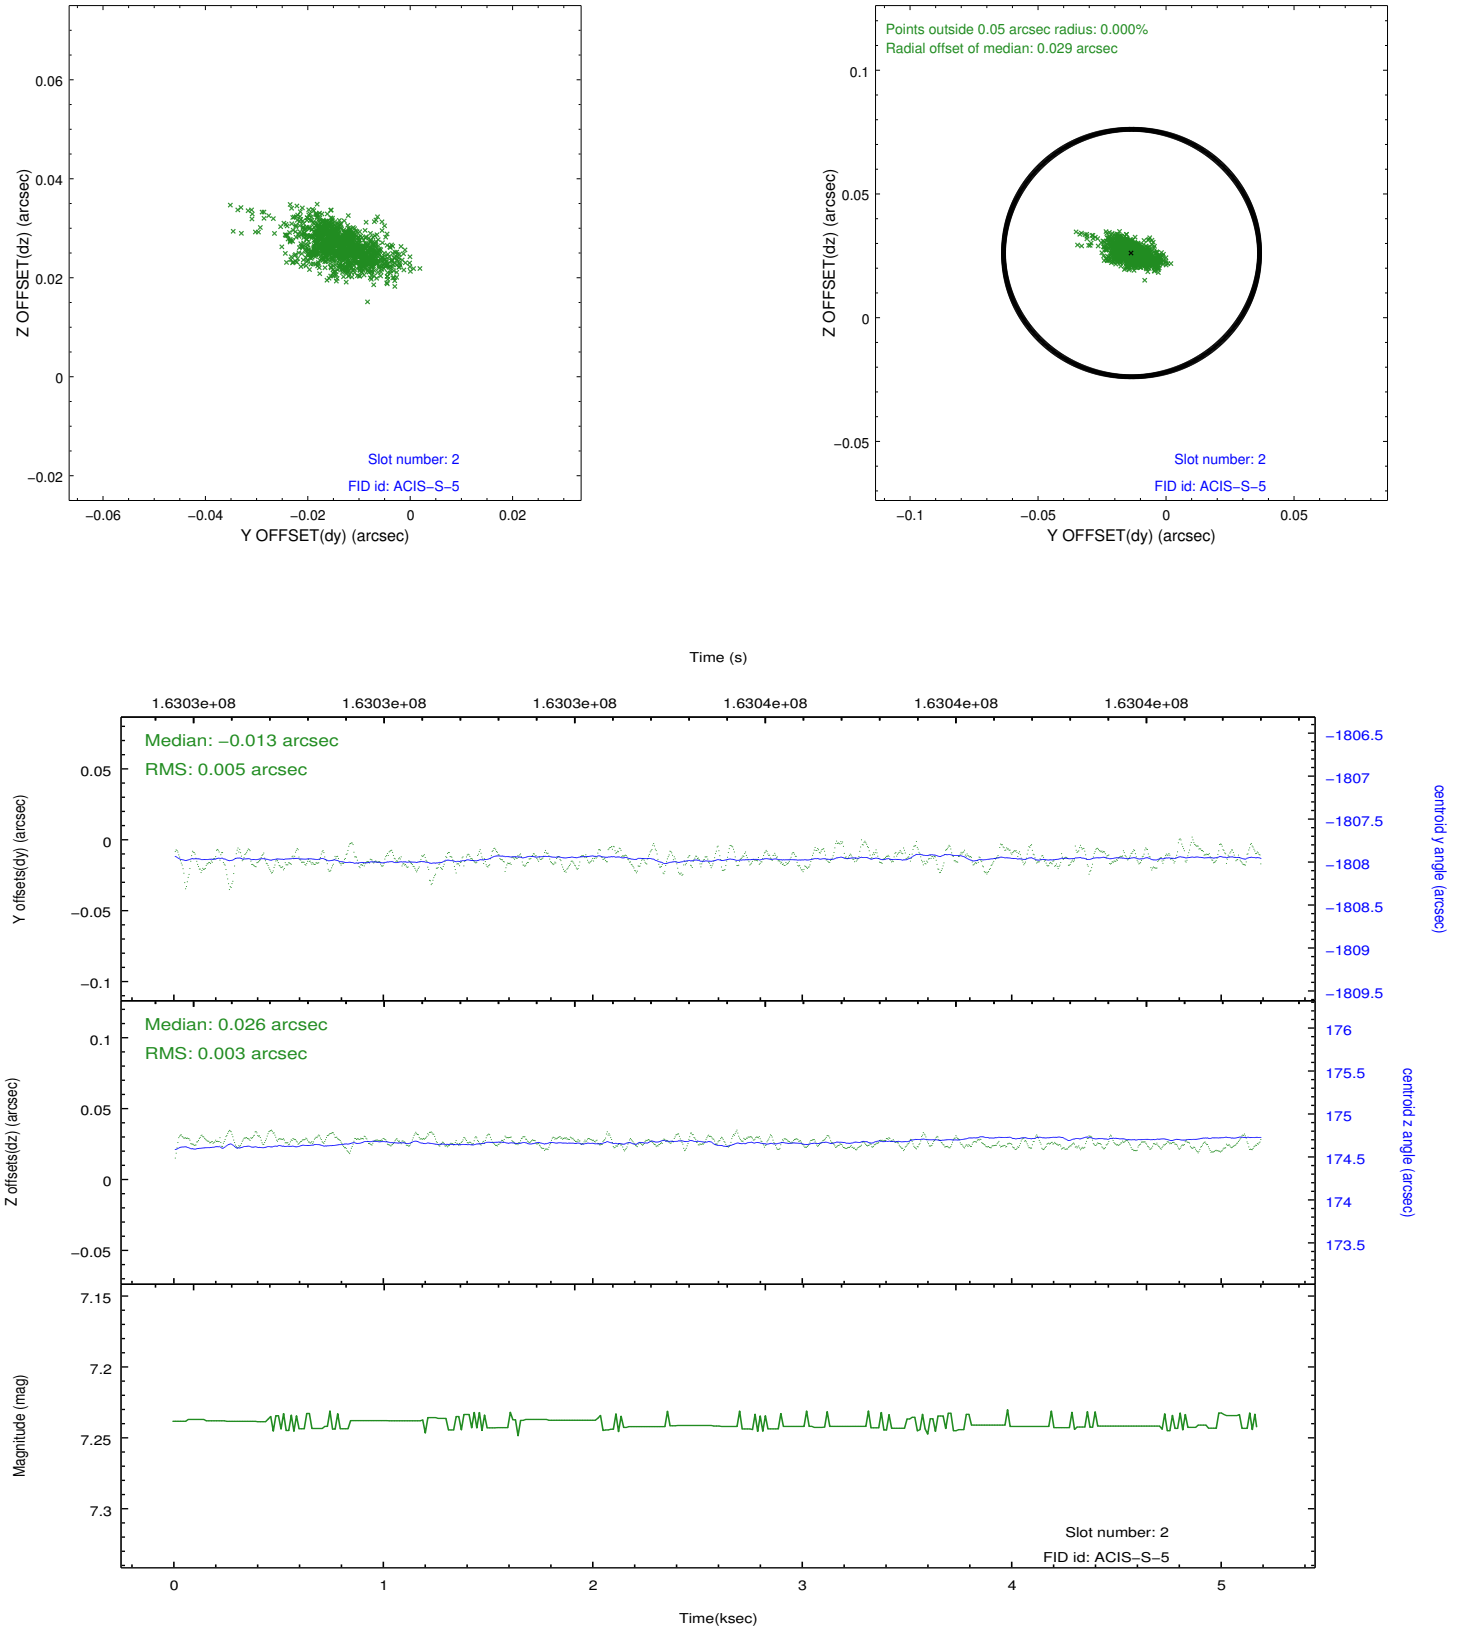 0.06
0.04
0.02
0
−0.02
Z OFFSET(dz) (arcsec)
Slot number: 2
FID id: ACIS−S−5
−0.06 −0.04 −0.02 0 0.02
Y OFFSET(dy) (arcsec)
Points outside 0.05 arcsec radius: 0.000%
Radial offset of median: 0.029 arcsec
0.1
0.05
0
−0.05
Z OFFSET(dz) (arcsec)
Slot number: 2
FID id: ACIS−S−5
−0.1 −0.05 0 0.05
Y OFFSET(dy) (arcsec)
Time (s)
1.6303e+08 1.6303e+08 1.6303e+08 1.6304e+08 1.6304e+08 1.6304e+08
Median: −0.013 arcsec
RMS: 0.005 arcsec
0.05
0
−0.05
−0.1
Y offsets(dy) (arcsec)
−1806.5
−1807
−1807.5
−1808
−1808.5
−1809
−1809.5
centroid y angle (arcsec)
Median: 0.026 arcsec
RMS: 0.003 arcsec
0.1
0.05
0
−0.05
Z offsets(dz) (arcsec)
176
175.5
175
174.5
174
173.5
centroid z angle (arcsec)
7.15
7.2
7.25
7.3
Magnitude (mag)
Slot number: 2
FID id: ACIS−S−5
0 1 2 3 4 5
Time(ksec)